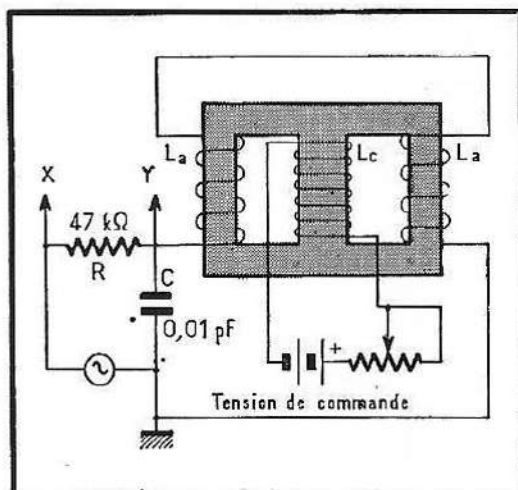 La
Lc
La
X
Y
47 kΩ
R
C
0,01 pF
+
Tension de commande